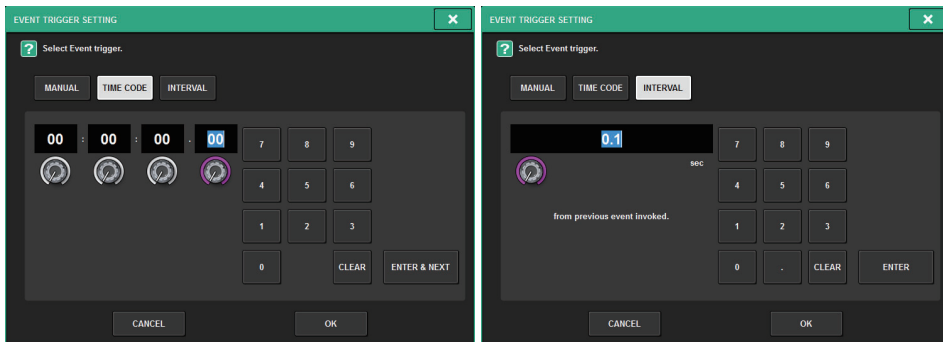 EVENT TRIGGER SETTING
? Select Event trigger.
MANUAL TIME CODE INTERVAL
00 : 00 : 00 . 00
7 8 9
4 5 6
1 2 3
0 CLEAR ENTER & NEXT
CANCEL OK
EVENT TRIGGER SETTING
? Select Event trigger.
MANUAL TIME CODE INTERVAL
0.1
sec
from previous event invoked.
7 8 9
4 5 6
1 2 3
0 . CLEAR ENTER
CANCEL OK